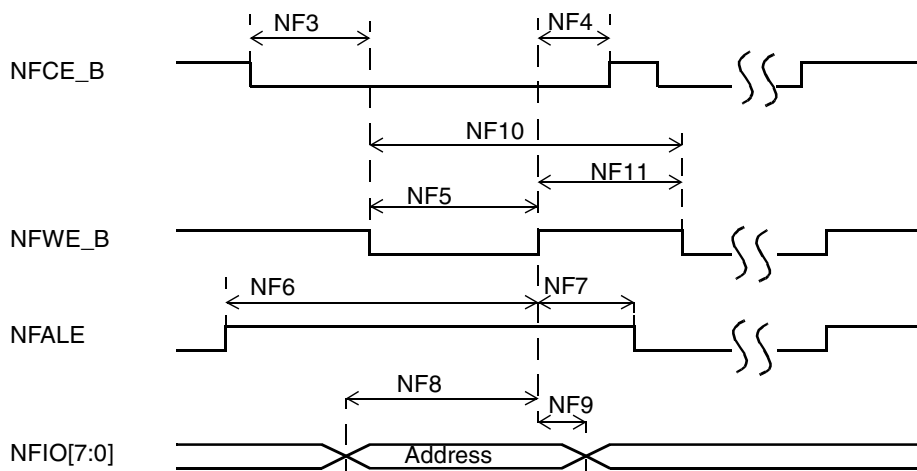 NF3
NF4
NFCE_B
NF10
NF11
NF5
NFWE_B
NF6
NF7
NFALE
NF8
NF9
NFIO[7:0]
Address